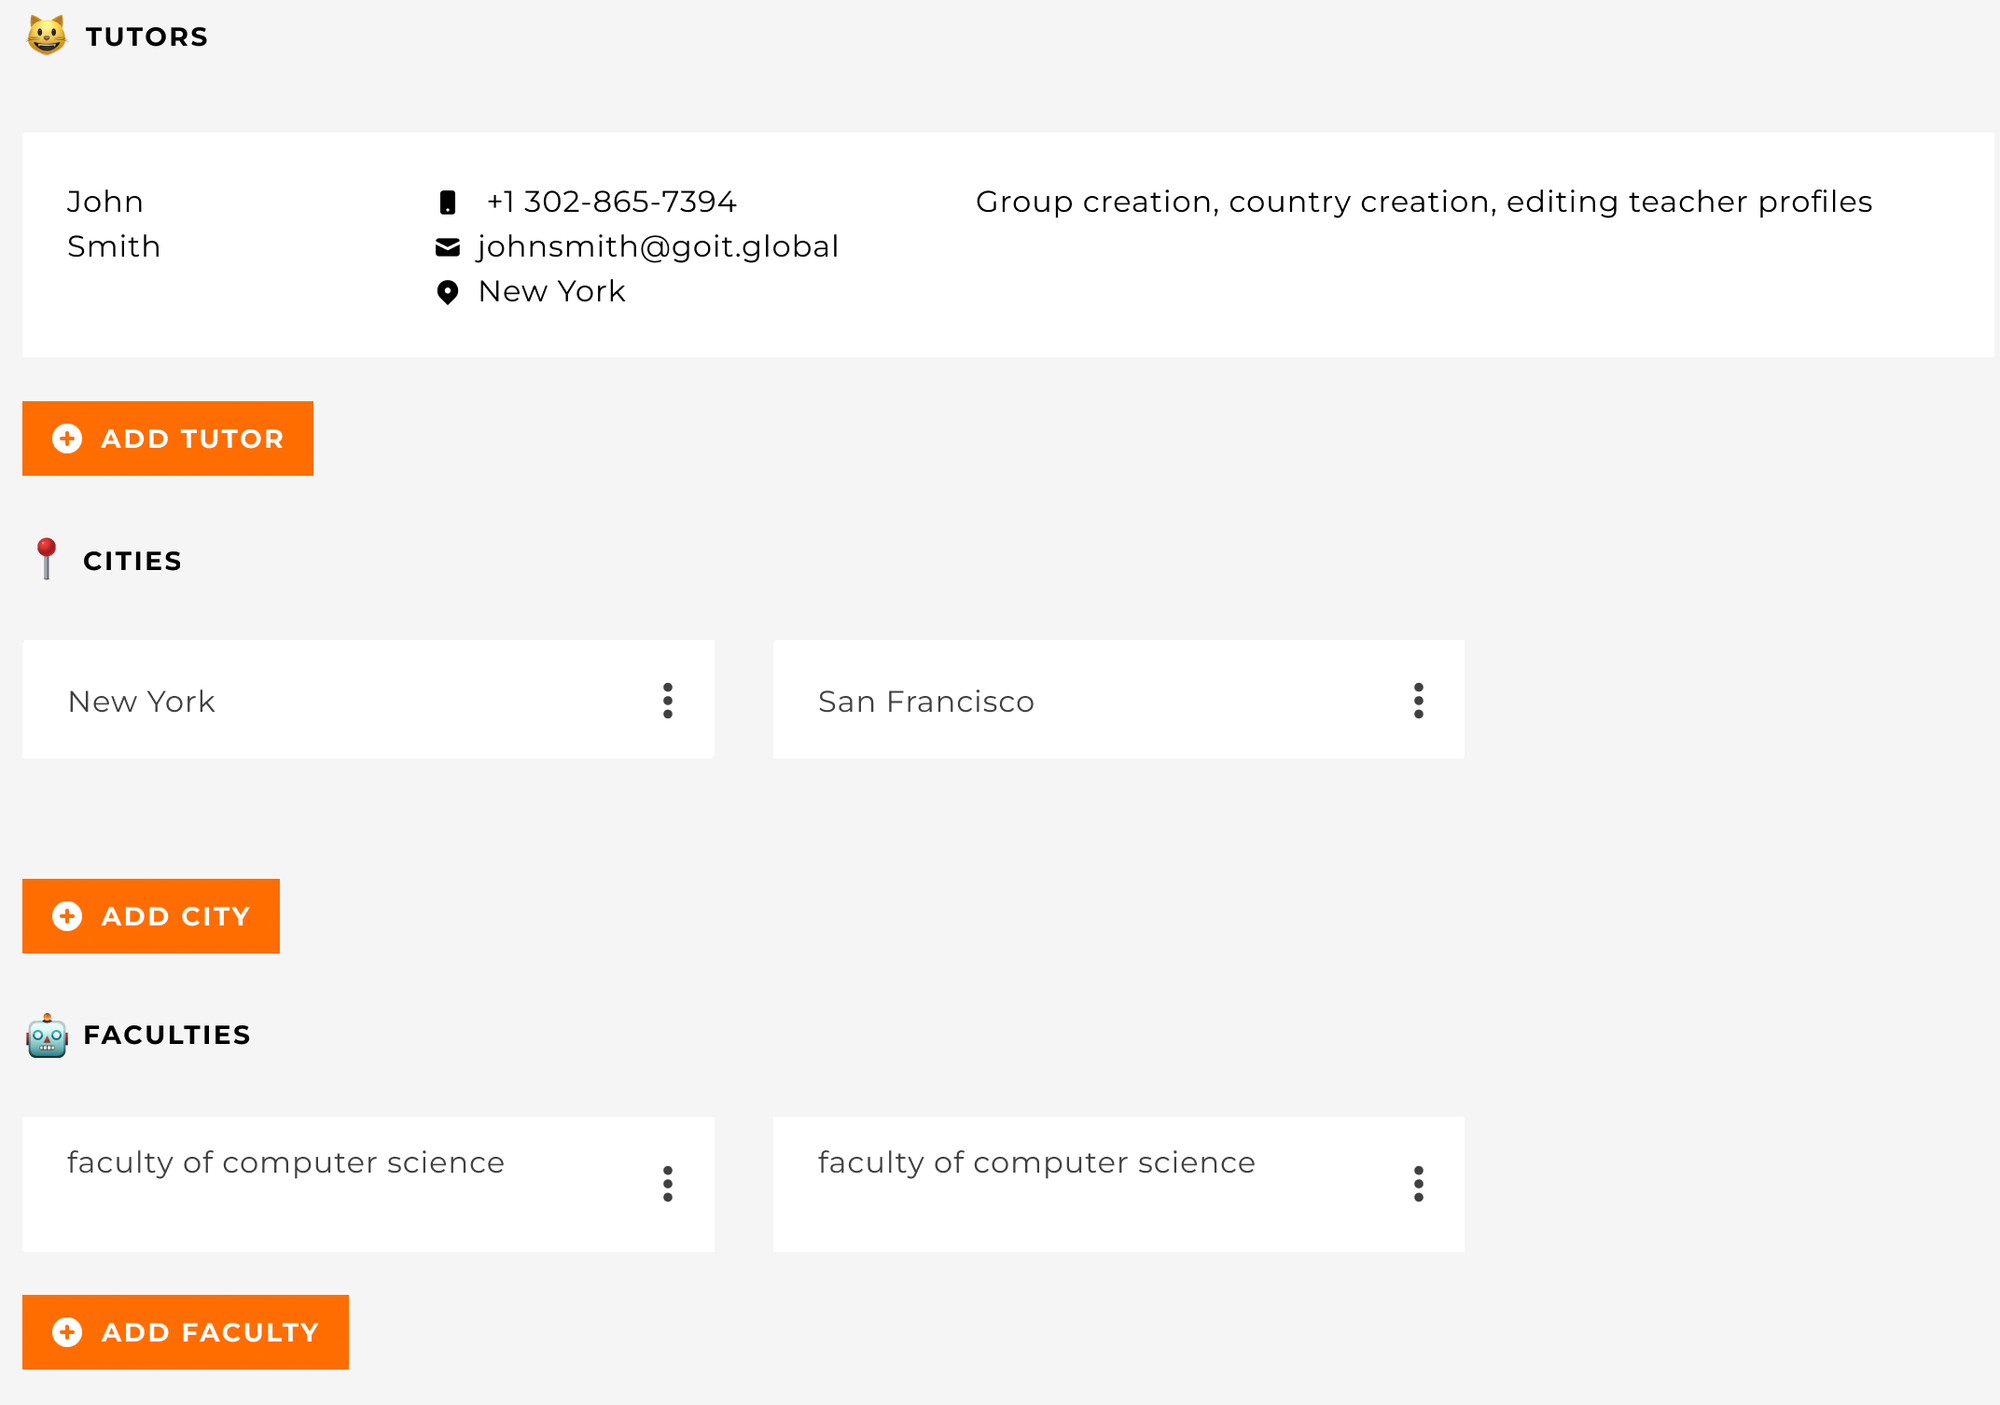 TUTORS
John
Smith
+1 302-865-7394
johnsmith@goit.global
New York
Group creation, country creation, editing teacher profiles
ADD TUTOR
CITIES
New York
San Francisco
ADD CITY
FACULTIES
faculty of computer science
faculty of computer science
ADD FACULTY